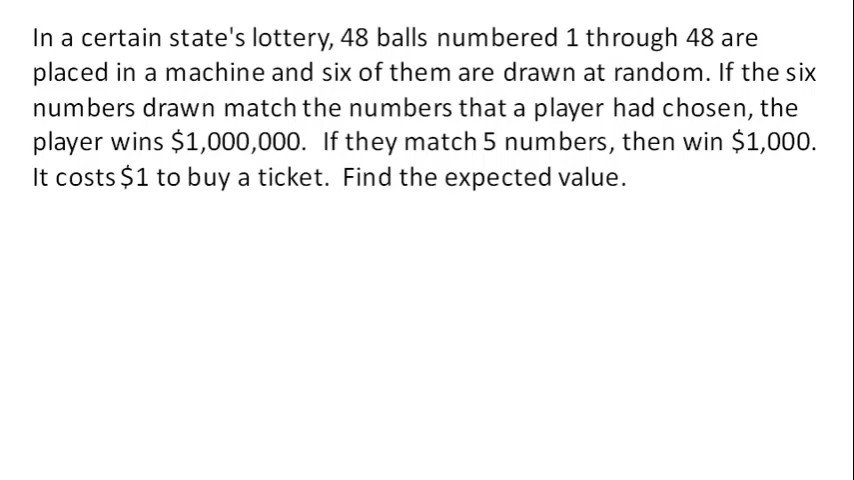 In a certain state's lottery, 48 balls numbered 1 through 48 are
placed in a machine and six of them are drawn at random. If the six
numbers drawn match the numbers that a player had chosen, the
player wins $1,000,000. If they match 5 numbers, then win $1,000.
It costs $1 to buy a ticket. Find the expected value.